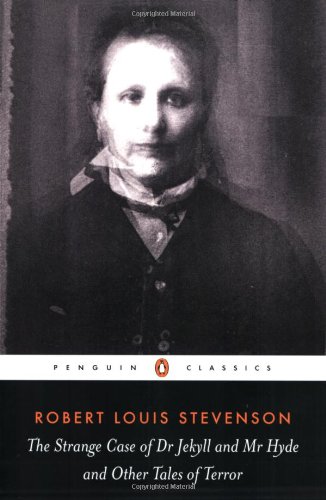 PENGUIN CLASSICS
ROBERT LOUIS STEVENSON
The Strange Case of Dr Jekyll and Mr Hyde
and Other Tales of Terror